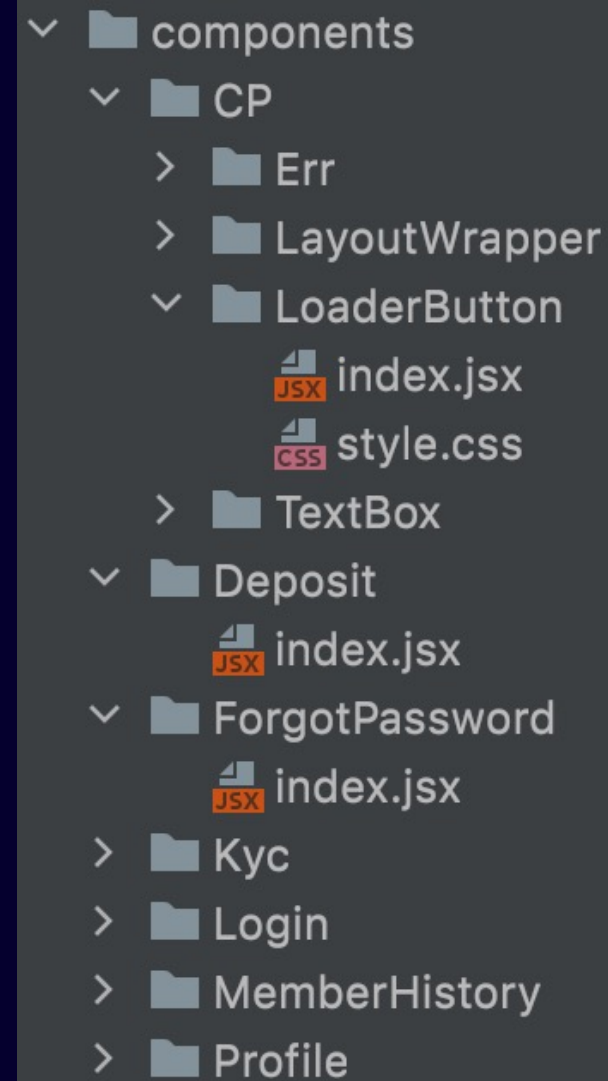 components
CP
Err
LayoutWrapper
LoaderButton
JSX index.jsx
CSS style.css
TextBox
Deposit
JSX index.jsx
ForgotPassword
JSX index.jsx
Kyc
Login
MemberHistory
Profile